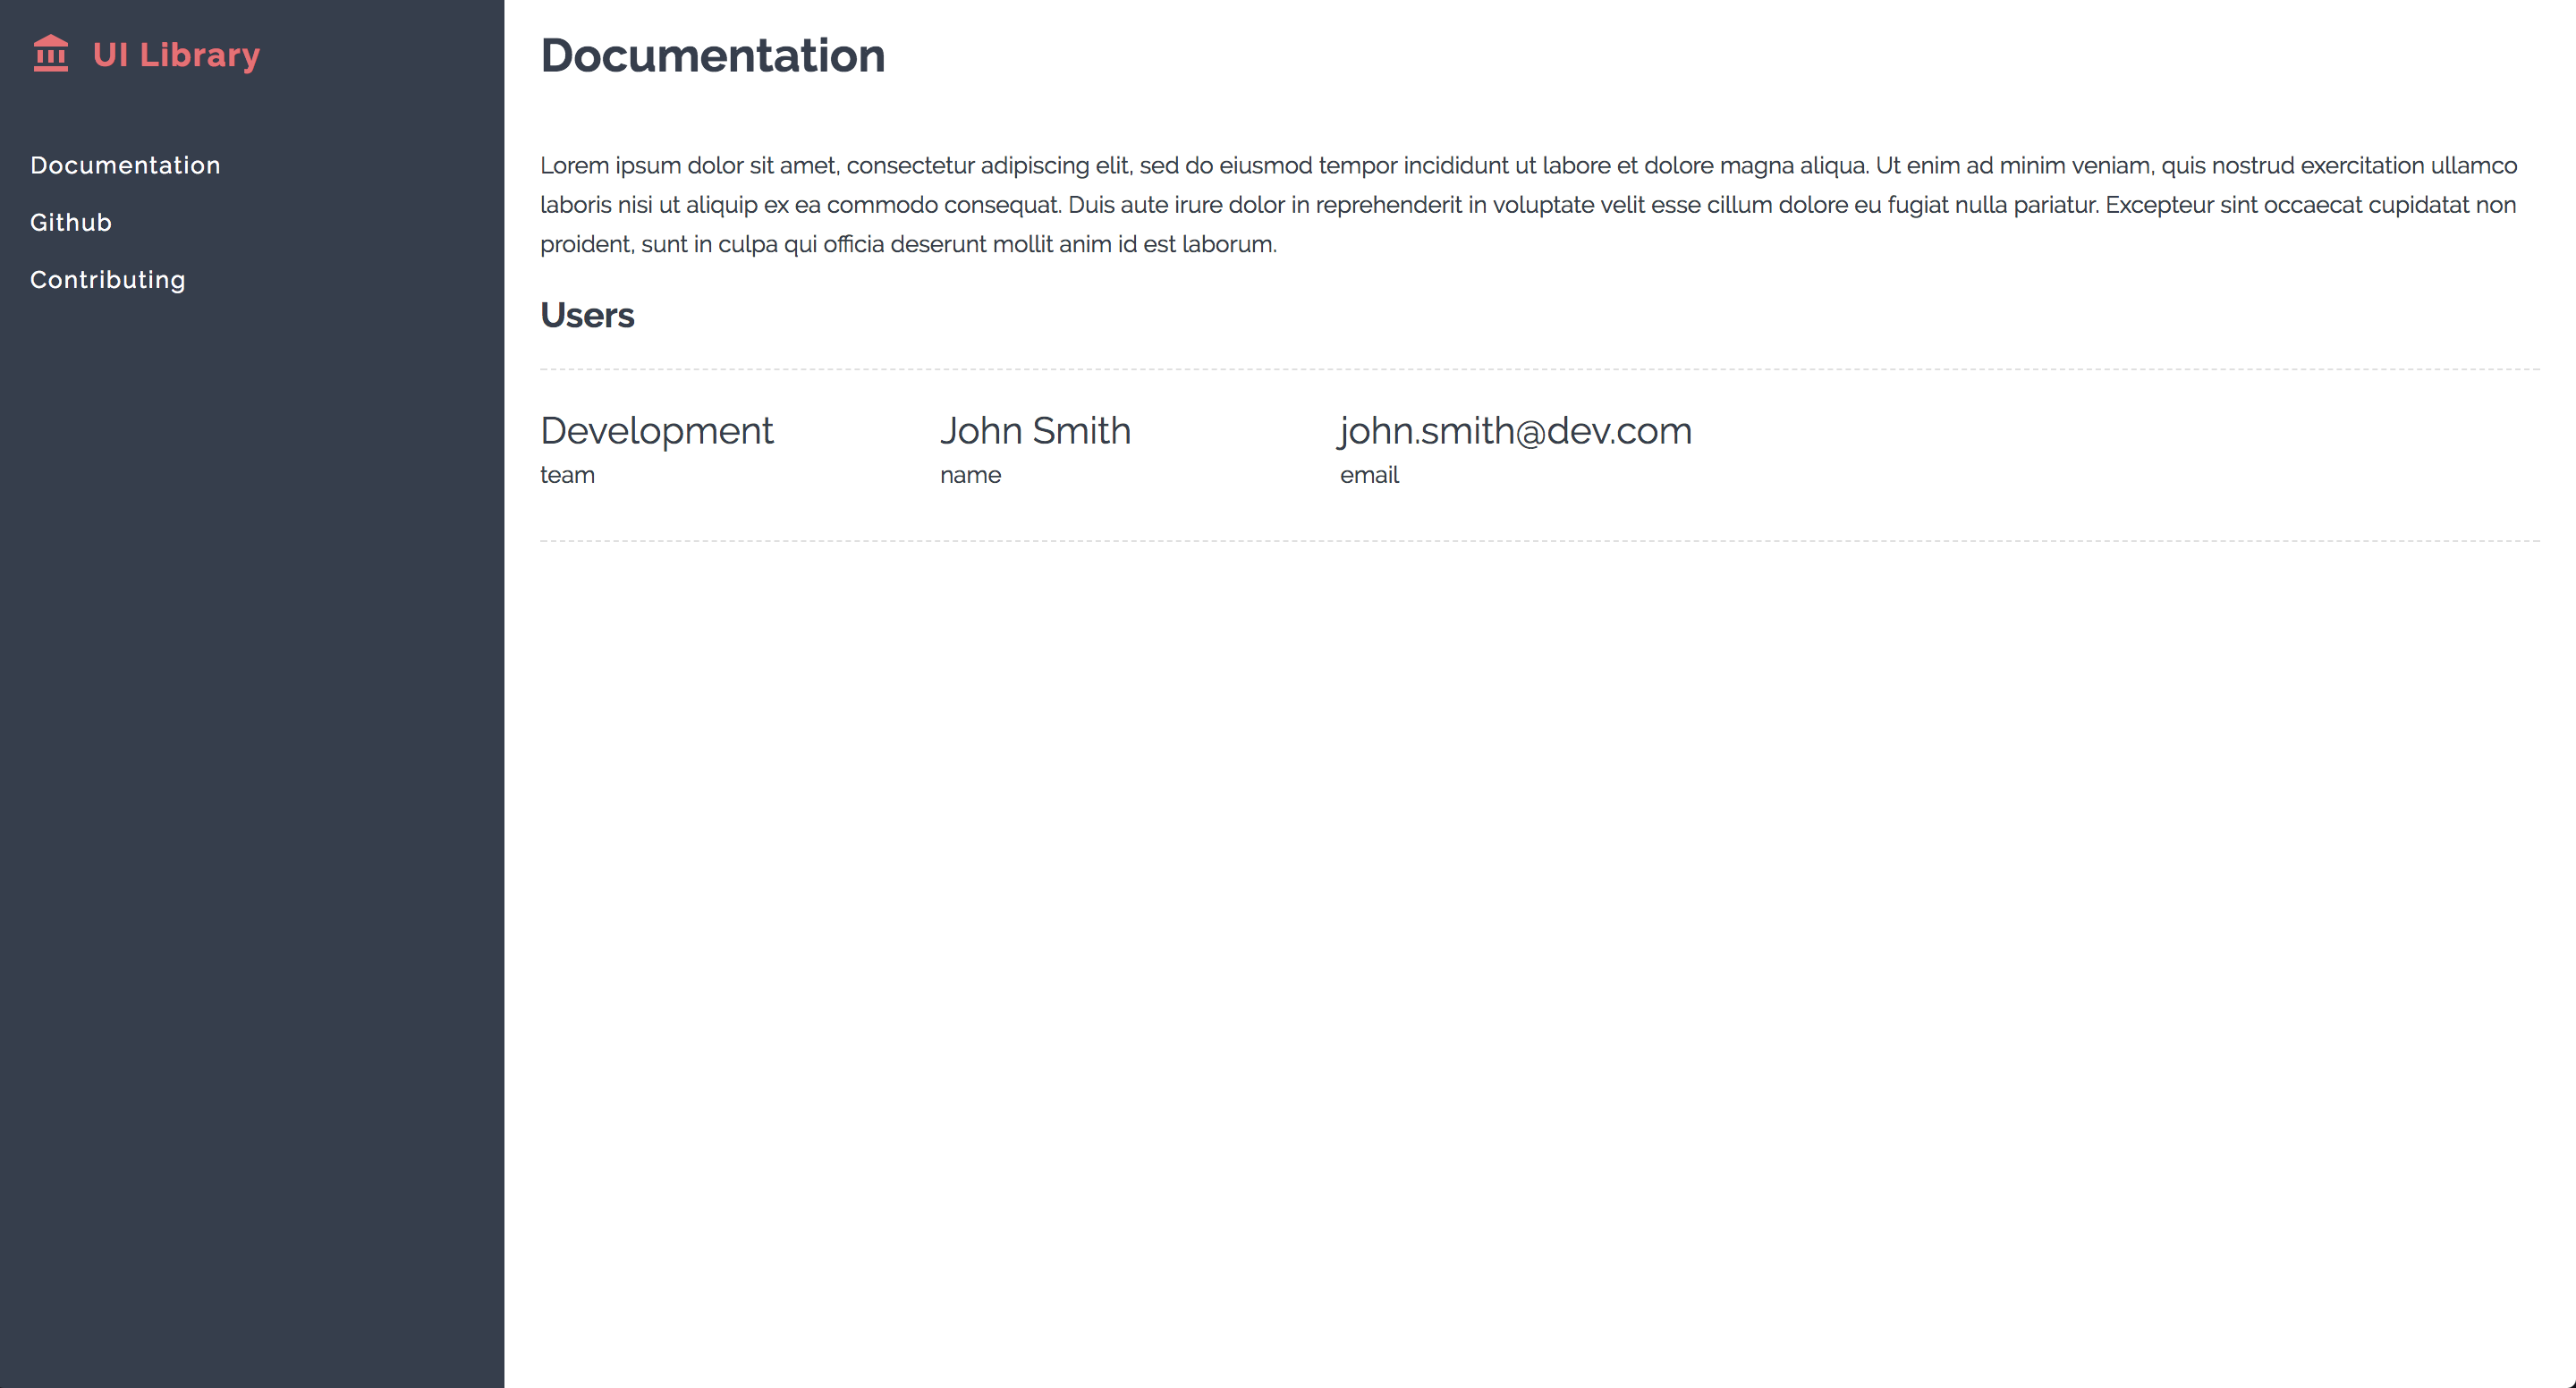 UI Library
Documentation
Github
Contributing
Documentation
Lorem ipsum dolor sit amet, consectetur adipiscing elit, sed do eiusmod tempor incididunt ut labore et dolore magna aliqua. Ut enim ad minim veniam, quis nostrud exercitation ullamco
laboris nisi ut aliquip ex ea commodo consequat. Duis aute irure dolor in reprehenderit in voluptate velit esse cillum dolore eu fugiat nulla pariatur. Excepteur sint occaecat cupidatat non
proident, sunt in culpa qui officia deserunt mollit anim id est laborum.
Users
Development John Smith john.smith@dev.com
team name email